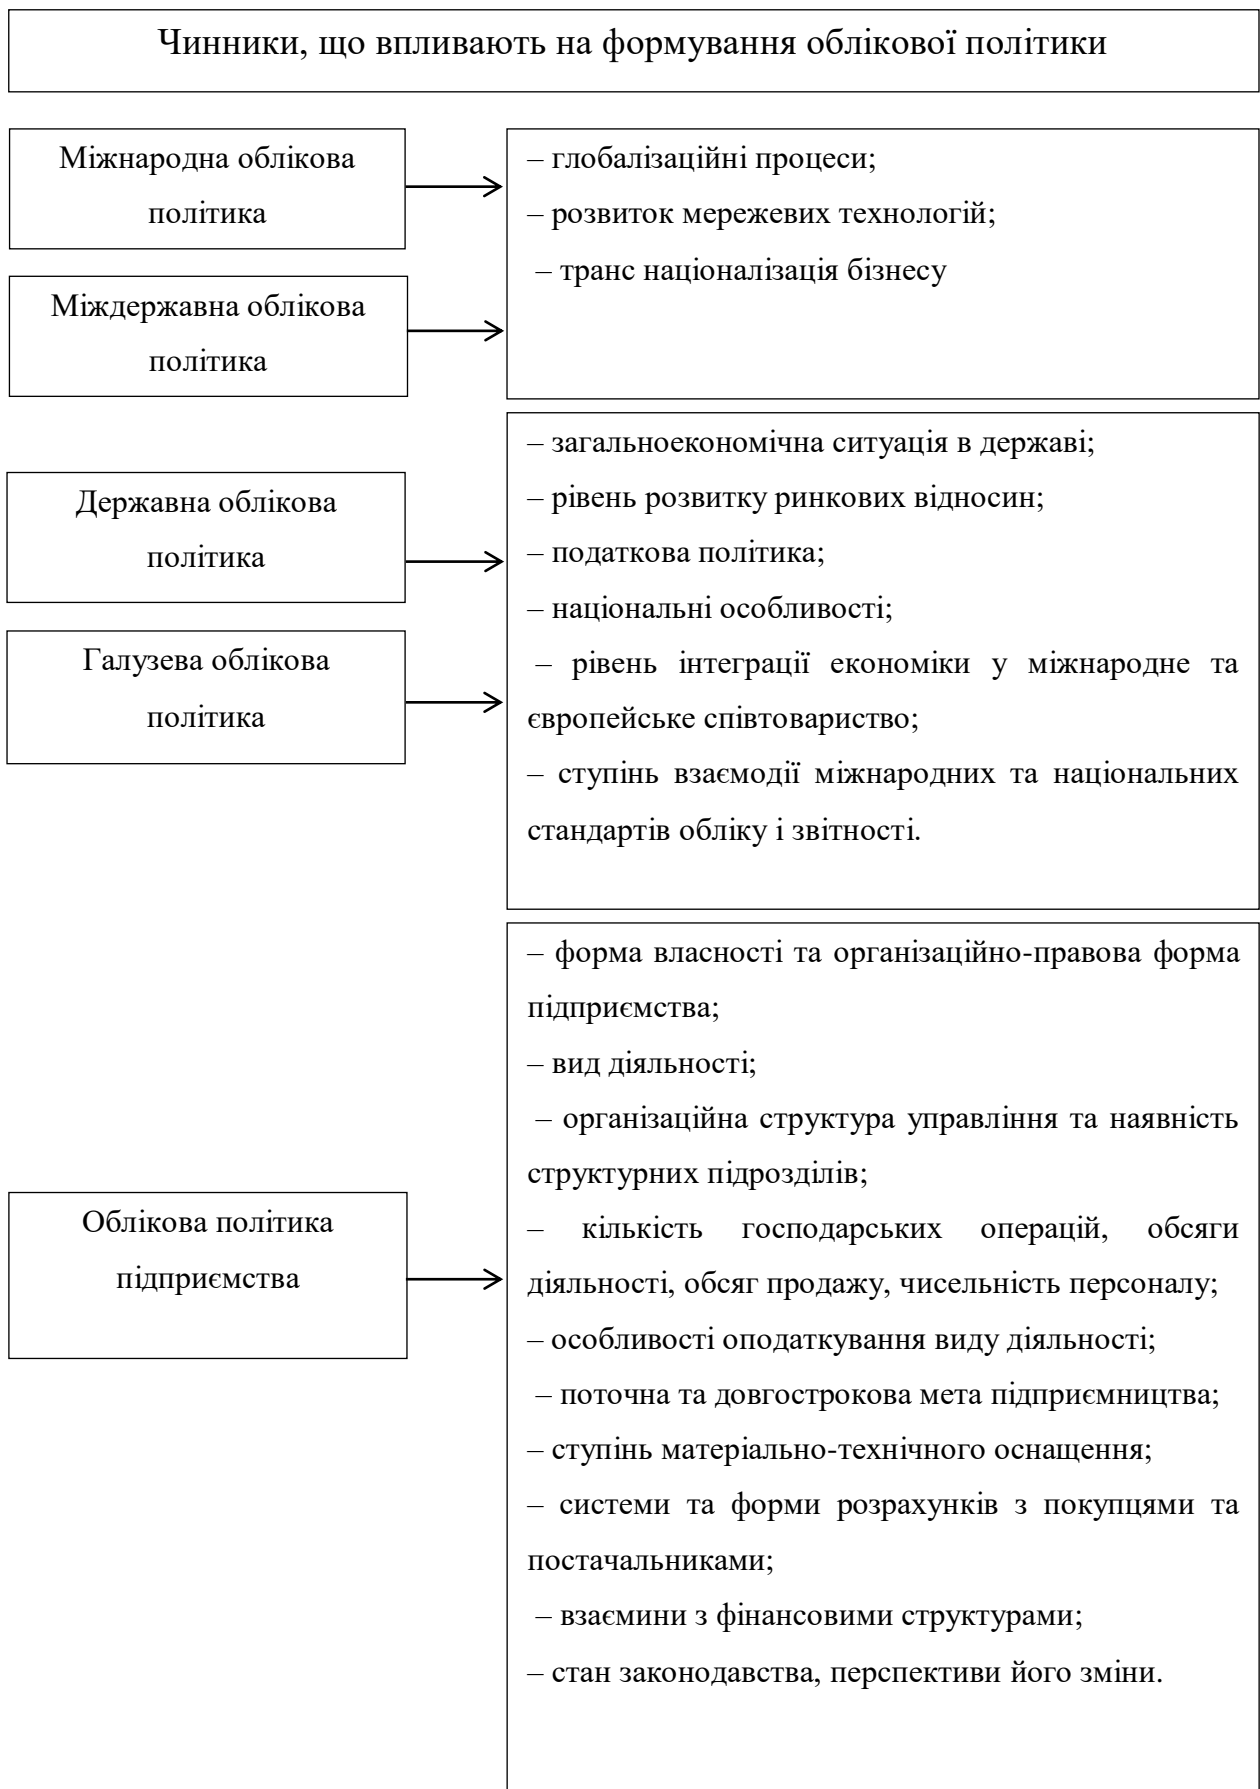 Чинники, що впливають на формування облікової політики
Міжнародна облікова
політика
– глобалізаційні процеси;
– розвиток мережевих технологій;
– транс націоналізація бізнесу
Міждержавна облікова
політика
Державна облікова
політика
Галузева облікова
політика
– загальноекономічна ситуація в державі;
– рівень розвитку ринкових відносин;
– податкова політика;
– національні особливості;
– рівень інтеграції економіки у міжнародне та
європейське співтовариство;
– ступінь взаємодії міжнародних та національних
стандартів обліку і звітності.
Облікова політика
підприємства
– форма власності та організаційно-правова форма
підприємства;
– вид діяльності;
– організаційна структура управління та наявність
структурних підрозділів;
– кількість господарських операцій, обсяги
діяльності, обсяг продажу, чисельність персоналу;
– особливості оподаткування виду діяльності;
– поточна та довгострокова мета підприємництва;
– ступінь матеріально-технічного оснащення;
– системи та форми розрахунків з покупцями та
постачальниками;
– взаємини з фінансовими структурами;
– стан законодавства, перспективи його зміни.